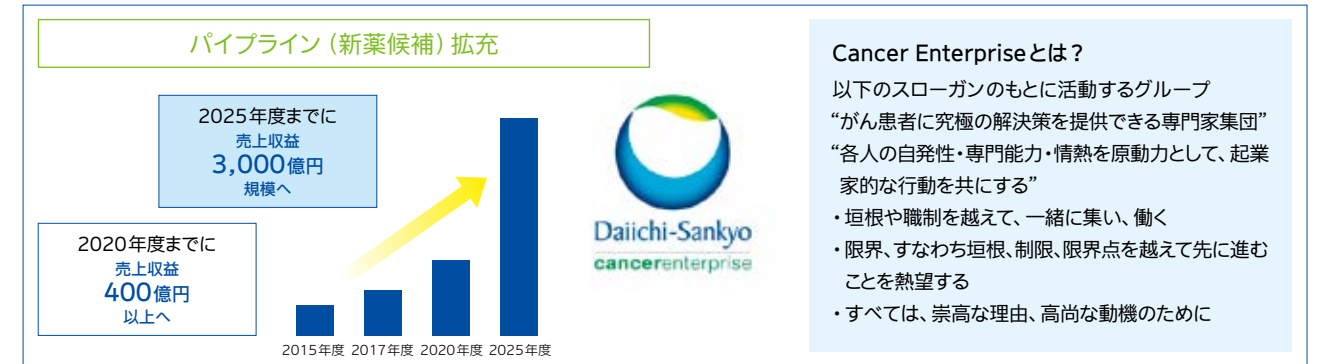 パイプライン（新薬候補）拡充
2025年度までに
売上収益
3,000億円
規模へ
2020年度までに
売上収益
400億円
以上へ
2015年度 2017年度 2020年度 2025年度
Daiichi-Sankyo
cancerenterprise
Cancer Enterpriseとは？
以下のスローガンのもとに活動するグループ
“がん患者に究極の解決策を提供できる専門家集団”
“各人の自発性・専門能力・情熱を原動力として、起業
家的な行動を共にする”
・垣根や職制を越えて、一緒に集い、働く
・限界、すなわち垣根、制限、限界点を越えて先に進む
ことを熱望する
・すべては、崇高な理由、高尚な動機のために